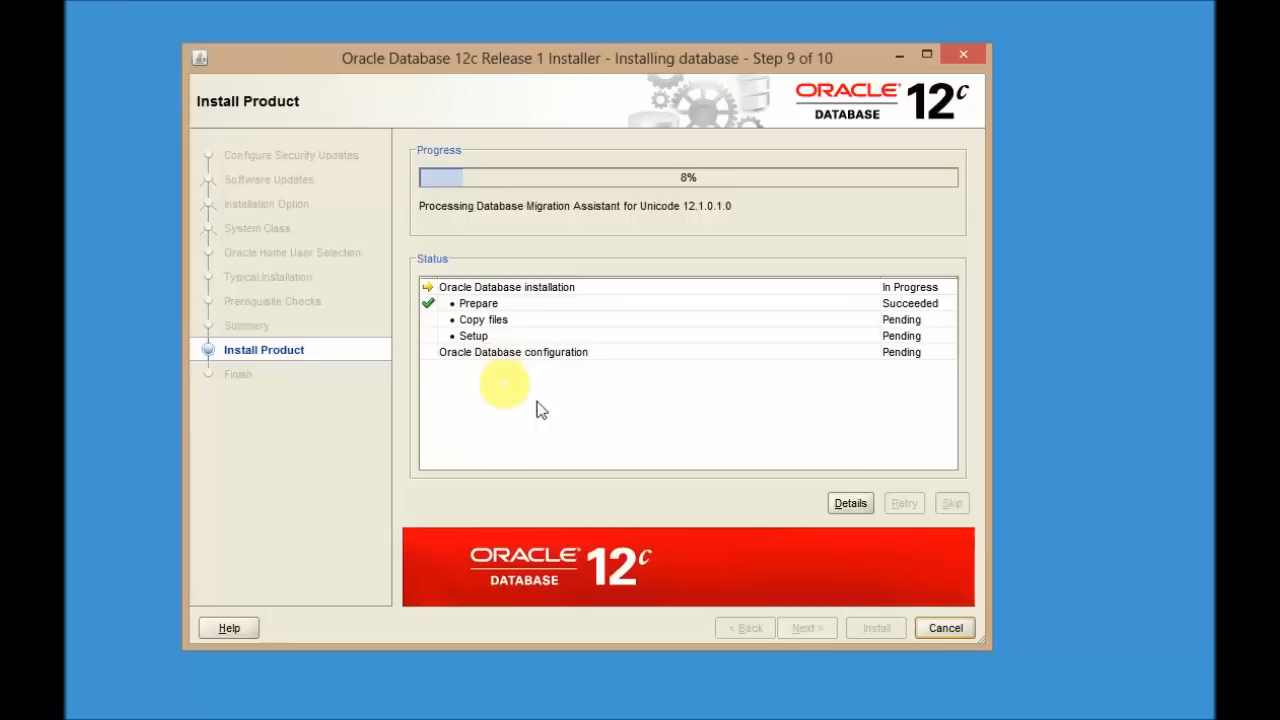 Oracle Database 12c Release 1 Installer - Installing database - Step 9 of 10
Install Product
ORACLE
DATABASE
12c
Configure Security Updates
Software Updates
Installation Option
System Class
Oracle Home User Selection
Typical Installation
Prerequisite Checks
Summary
Install Product
Finish
Progress
8%
Processing Database Migration Assistant for Unicode 12.1.0.1.0
Status
Oracle Database installation In Progress
• Prepare Succeeded
• Copy files Pending
• Setup Pending
Oracle Database configuration Pending
Details Retry Skip
ORACLE
DATABASE
12c
Help < Back Next > Install Cancel